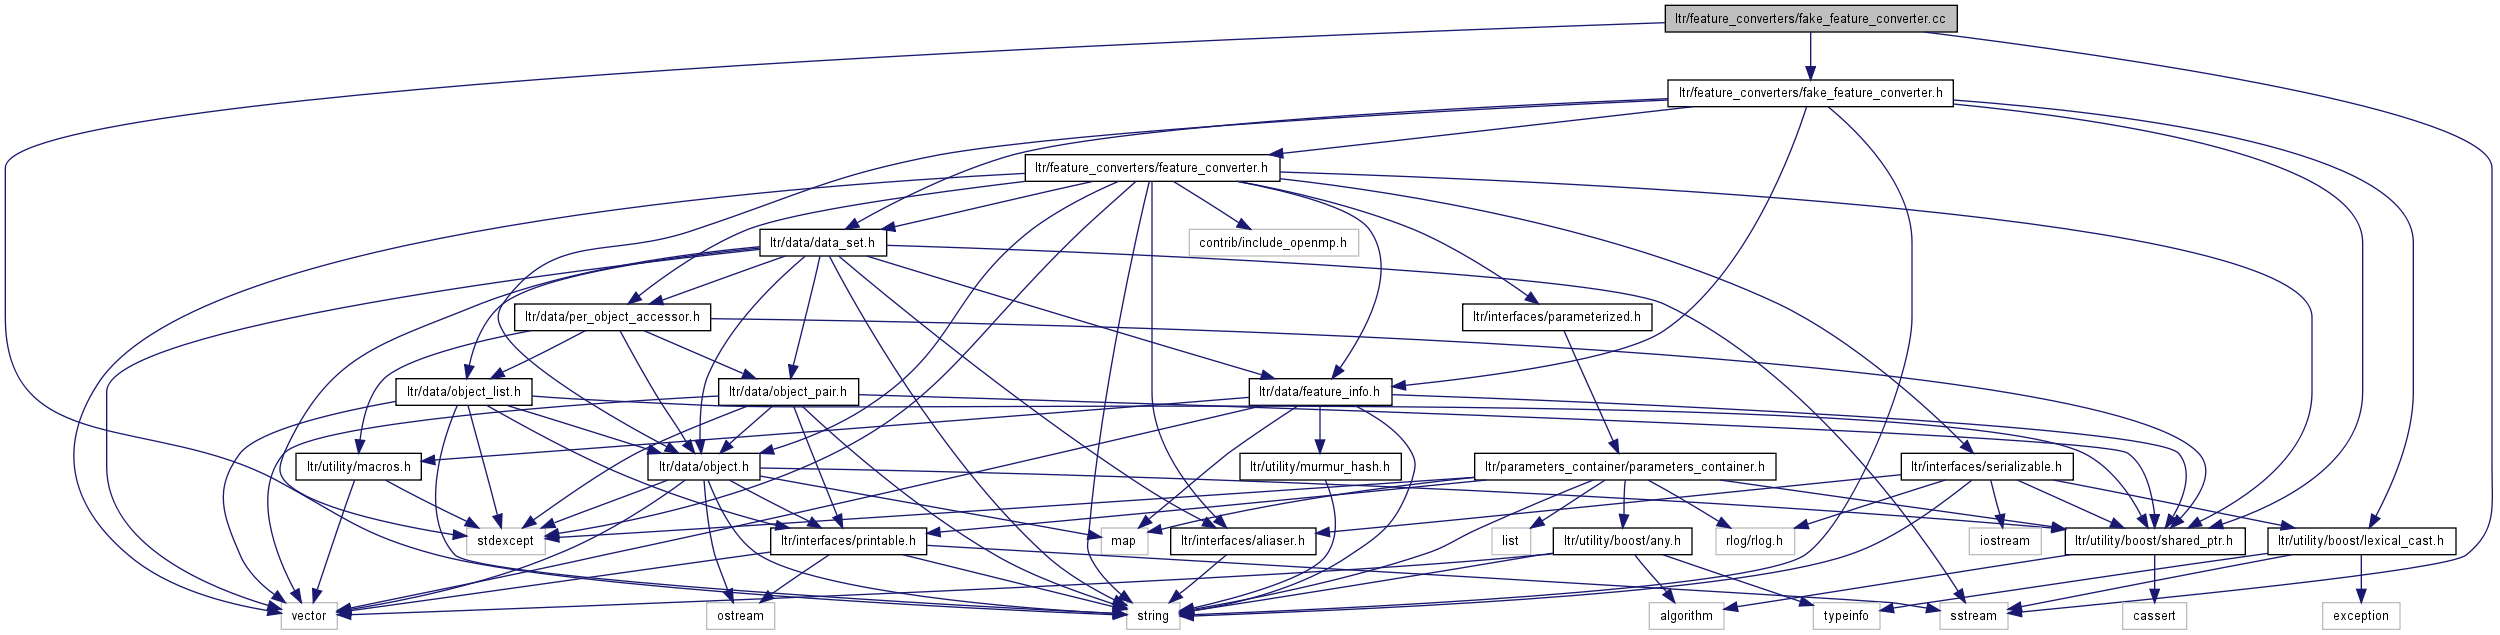 ltr/feature_converters/fake_feature_converter.cc
ltr/feature_converters/fake_feature_converter.h
ltr/feature_converters/feature_converter.h
ltr/data/data_set.h
contrib/include_openmp.h
ltr/data/per_object_accessor.h
ltr/interfaces/parameterized.h
ltr/data/object_list.h
ltr/data/object_pair.h
ltr/data/feature_info.h
ltr/utility/macros.h
ltr/data/object.h
ltr/utility/murmur_hash.h
ltr/parameters_container/parameters_container.h
ltr/interfaces/serializable.h
stdexcept
ltr/interfaces/printable.h
map
ltr/interfaces/aliaser.h
list
ltr/utility/boost/any.h
rlog/rlog.h
iostream
ltr/utility/boost/shared_ptr.h
ltr/utility/boost/lexical_cast.h
vector
ostream
string
algorithm
typeinfo
sstream
cassert
exception